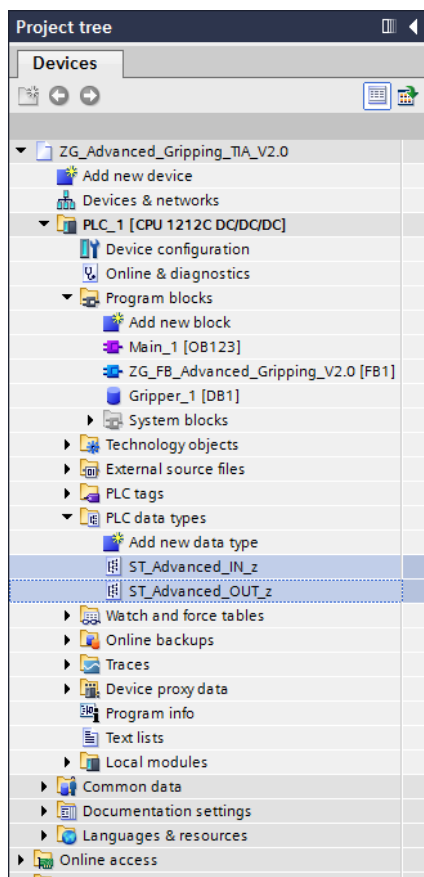 Project tree
Devices
ZG_Advanced_Gripping_TIA_V2.0
Add new device
Devices & networks
PLC_1 [CPU 1212C DC/DC/DC]
Device configuration
Online & diagnostics
Program blocks
Add new block
Main_1 [OB123]
ZG_FB_Advanced_Gripping_V2.0 [FB1]
Gripper_1 [DB1]
System blocks
Technology objects
External source files
PLC tags
PLC data types
Add new data type
ST_Advanced_IN_z
ST_Advanced_OUT_z
Watch and force tables
Online backups
Traces
Device proxy data
Program info
Text lists
Local modules
Common data
Documentation settings
Languages & resources
Online access